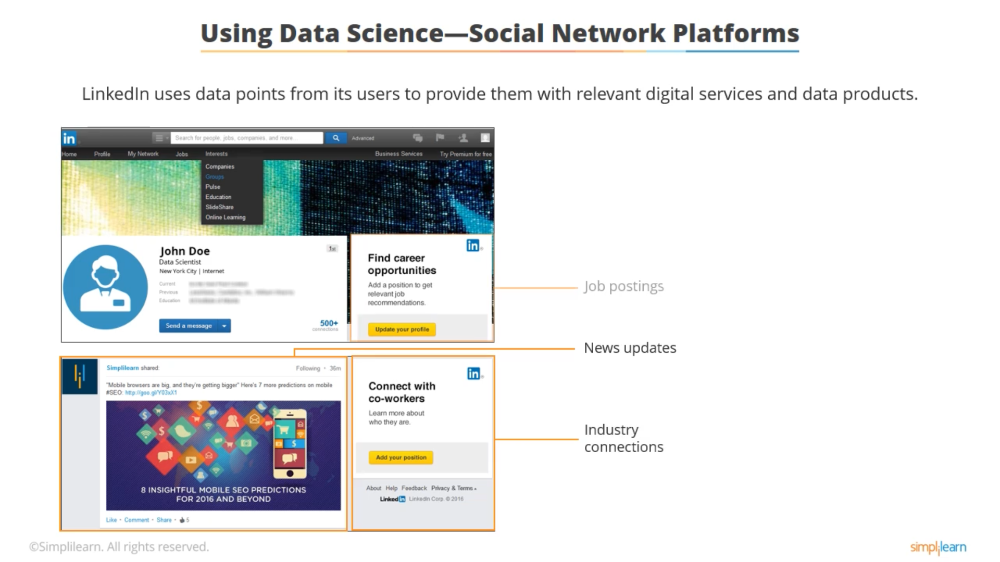 Using Data Science—Social Network Platforms
LinkedIn uses data points from its users to provide them with relevant digital services and data products.
in
Search for people, jobs, companies, and more...
Advanced
Home Profile My Network Jobs Interests Business Services Try Premium for free
Companies
Groups
Pulse
Education
SlideShare
Online Learning
John Doe
1st
Data Scientist
New York City | Internet
Current
Previous
Education
Send a message
500+
connections
in
Find career
opportunities
Add a position to get
relevant job
recommendations.
Update your profile
Job postings
News updates
Simplilearn shared:
Following • 36m
"Mobile browsers are big, and they're getting bigger" Here's 7 more predictions on mobile
#SEO: http://goo.gl/Y03xX1
8 INSIGHTFUL MOBILE SEO PREDICTIONS
FOR 2016 AND BEYOND
Like • Comment • Share • 5
in
Connect with
co-workers
Learn more about
who they are.
Add your position
About Help Feedback Privacy & Terms
LinkedIn LinkedIn Corp. © 2016
Industry
connections
©Simplilearn. All rights reserved.
simplilearn